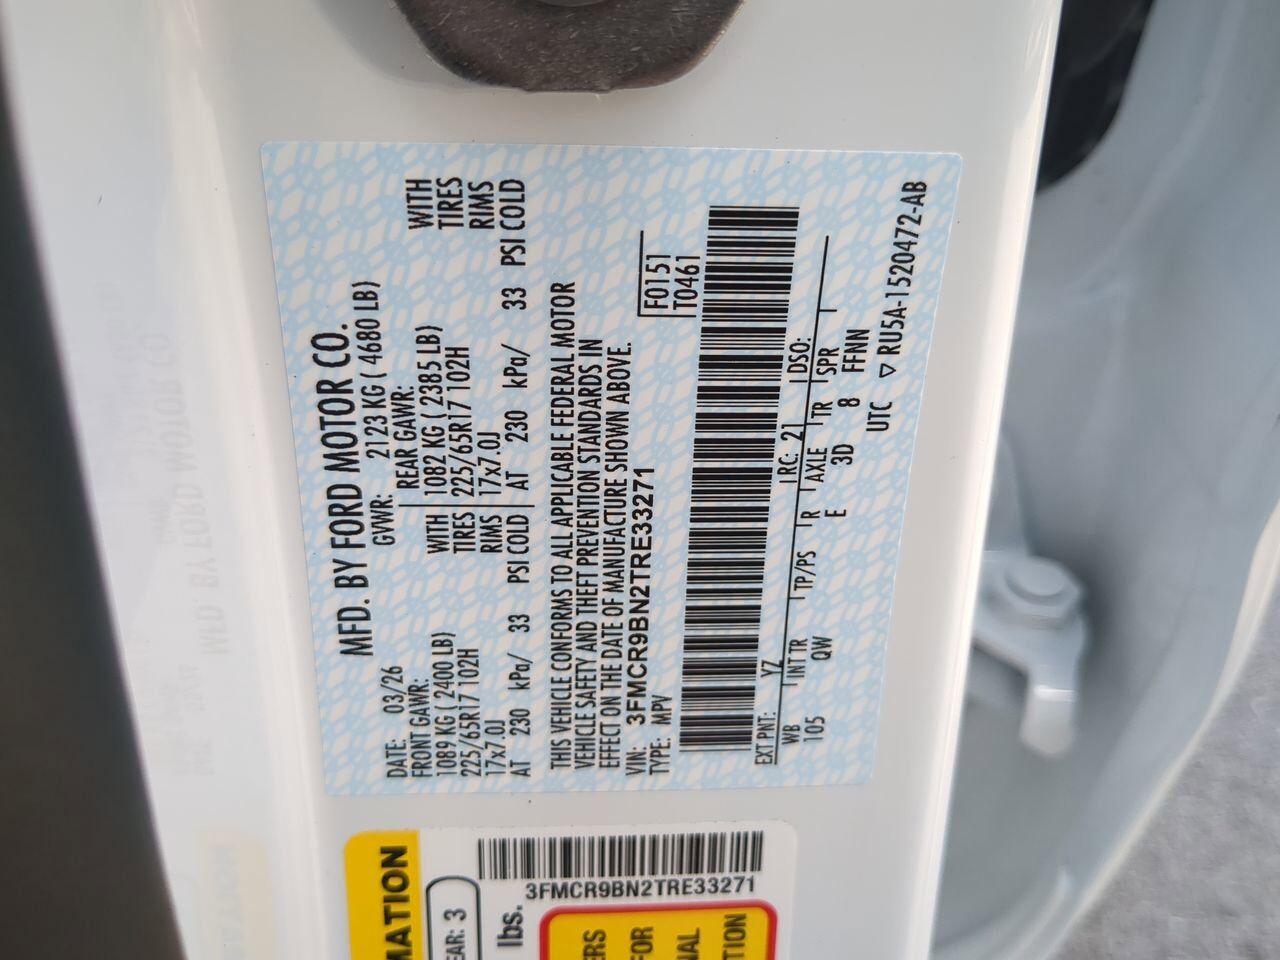 MFD. BY FORD MOTOR CO.
DATE: 03/26 GVWR: 2123 KG ( 4680 LB)
FRONT GAWR: REAR GAWR:
1089 KG ( 2400 LB) WITH 1082 KG ( 2385 LB) WITH
225/65R17 102H TIRES 225/65R17 102H TIRES
17x7.0J RIMS 17x7.0J RIMS
AT 230 kPa/ 33 PSI COLD AT 230 kPa/ 33 PSI COLD
THIS VEHICLE CONFORMS TO ALL APPLICABLE FEDERAL MOTOR
VEHICLE SAFETY AND THEFT PREVENTION STANDARDS IN
EFFECT ON THE DATE OF MANUFACTURE SHOWN ABOVE.
VIN: 3FMCR9BN2TRE33271 F0151
TYPE: MPV T0461
EXT PNT: YZ RC: 21 DSO:
WB INT TR TP/PS R AXLE TR SPR
105 QW E 3D 8 FFNN
UTC ▽ RU5A-1520472-AB
MATION
EAR: 3
lbs.
3FMCR9BN2TRE33271
ERS
FOR
NAL
TION